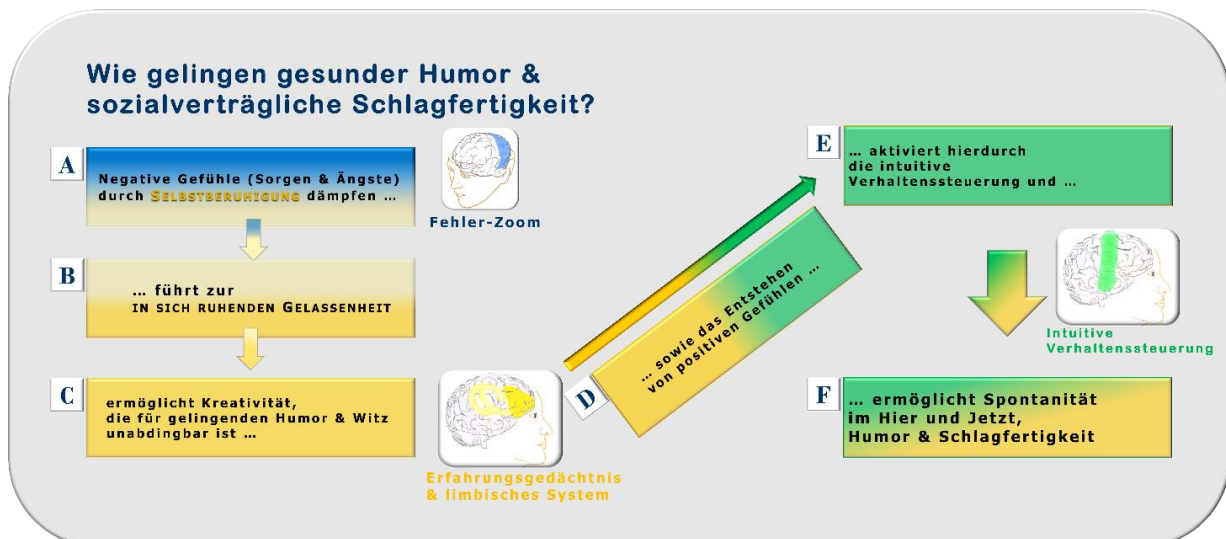 Wie gelingen gesunder Humor &
sozialverträgliche Schlagfertigkeit?
A
Negative Gefühle (Sorgen & Ängste)
durch SELBSTBERUHIGUNG dämpfen …
Fehler-Zoom
B
… führt zur
IN SICH RUHENDEN GELASSENHEIT
C
ermöglicht Kreativität,
die für gelingenden Humor & Witz
unabdingbar ist …
Erfahrungsgedächtnis
& limbisches System
D
… sowie das Entstehen
von positiven Gefühlen …
E
… aktiviert hierdurch
die intuitive
Verhaltenssteuerung und …
Intuitive
Verhaltenssteuerung
F
… ermöglicht Spontanität
im Hier und Jetzt,
Humor & Schlagfertigkeit